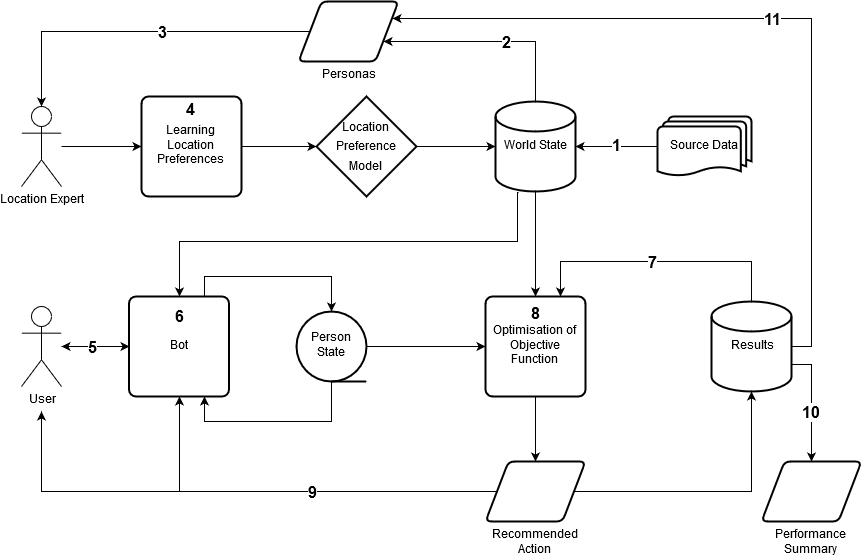 11
3
2
Personas
4
Learning
Location
Preferences
Location
Preference
Model
World State
1
Source Data
Location Expert
7
6
Bot
5
User
Person
State
8
Optimisation of
Objective
Function
Results
10
9
Recommended
Action
Performance
Summary